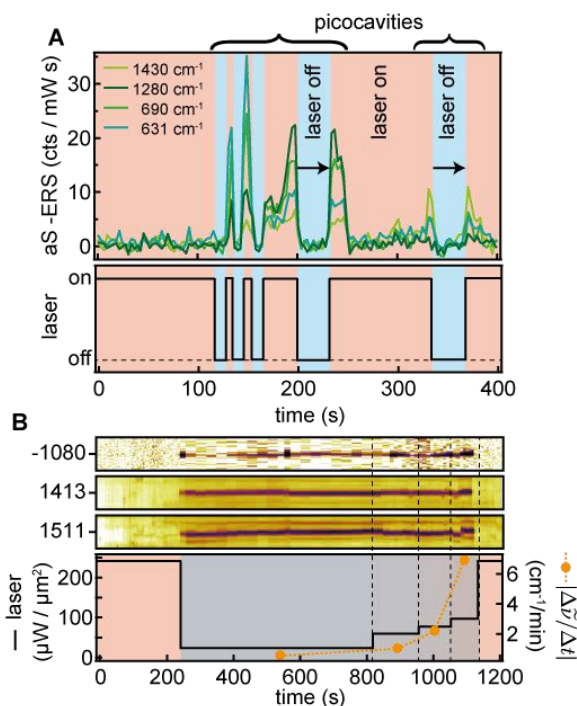 picocavities
A
aS -ERS (cts / mW s)
30
20
10
0
1430 cm⁻¹
1280 cm⁻¹
690 cm⁻¹
631 cm⁻¹
laser off
laser on
laser off
laser
on
off
0 100 200 300 400
time (s)
B
-1080
1413
1511
laser
(μW / μm²)
200
100
0
6
4
2
(cm⁻¹/min)
|Δṽ/Δt|
0 200 400 600 800 1000 1200
time (s)